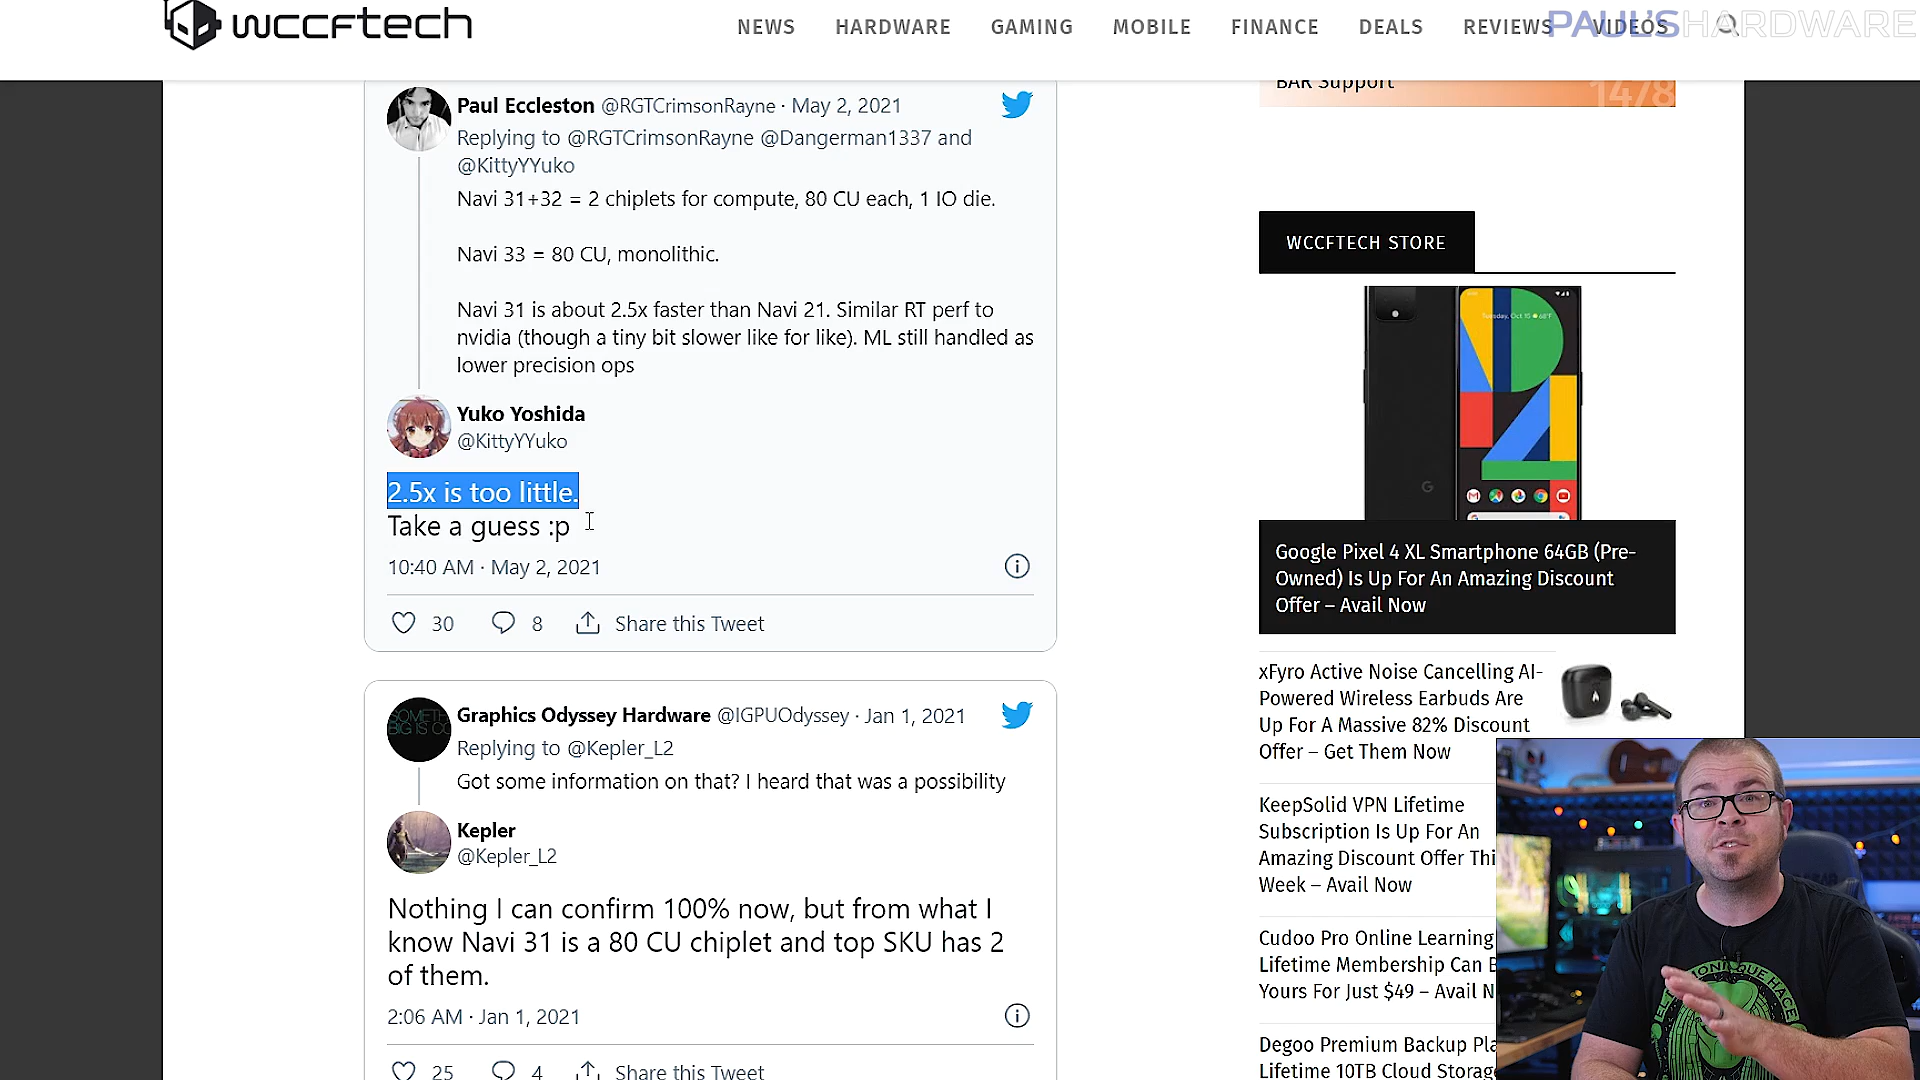 wccftech
NEWS HARDWARE GAMING MOBILE FINANCE DEALS REVIEWS VIDEOS
PAUL'SHARDWARE
Paul Eccleston @RGTCrimsonRayne · May 2, 2021
Replying to @RGTCrimsonRayne @Dangerman1337 and
@KittyYYuko
Navi 31+32 = 2 chiplets for compute, 80 CU each, 1 IO die.
Navi 33 = 80 CU, monolithic.
Navi 31 is about 2.5x faster than Navi 21. Similar RT perf to
nvidia (though a tiny bit slower like for like). ML still handled as
lower precision ops
Yuko Yoshida
@KittyYYuko
2.5x is too little.
Take a guess :p
10:40 AM · May 2, 2021
30 8 Share this Tweet
Graphics Odyssey Hardware @IGPUOdyssey · Jan 1, 2021
Replying to @Kepler_L2
Got some information on that? I heard that was a possibility
Kepler
@Kepler_L2
Nothing I can confirm 100% now, but from what I
know Navi 31 is a 80 CU chiplet and top SKU has 2
of them.
2:06 AM · Jan 1, 2021
25 4 Share this Tweet
BAR Support
1478
WCCFTECH STORE
Google Pixel 4 XL Smartphone 64GB (Pre-
Owned) Is Up For An Amazing Discount
Offer – Avail Now
xFyro Active Noise Cancelling AI-
Powered Wireless Earbuds Are
Up For A Massive 82% Discount
Offer – Get Them Now
KeepSolid VPN Lifetime
Subscription Is Up For An
Amazing Discount Offer Thi
Week – Avail Now
Cudoo Pro Online Learning
Lifetime Membership Can B
Yours For Just $49 – Avail N
Degoo Premium Backup Pla
Lifetime 10TB Cloud Storag